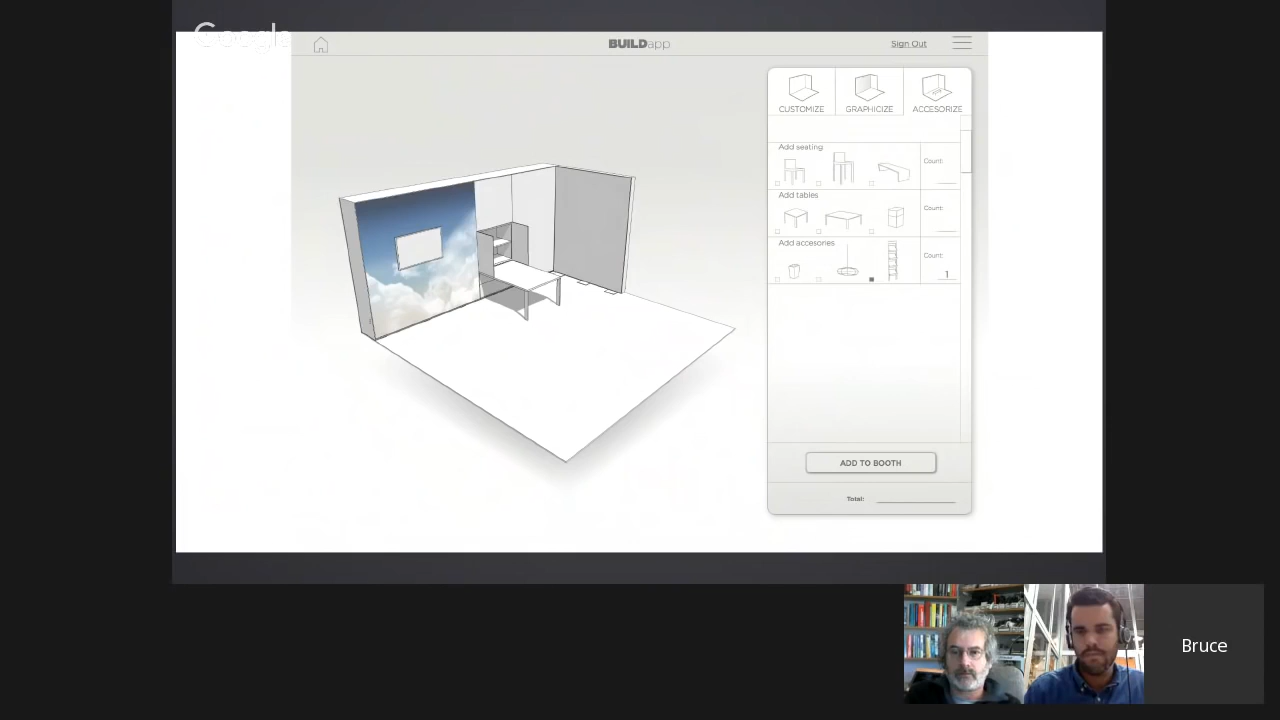 Google
BUILDapp
Sign Out
CUSTOMIZE
GRAPHICIZE
ACCESORIZE
Add seating
Count:
Add tables
Count:
Add accesories
Count:
1
ADD TO BOOTH
Total:
Bruce